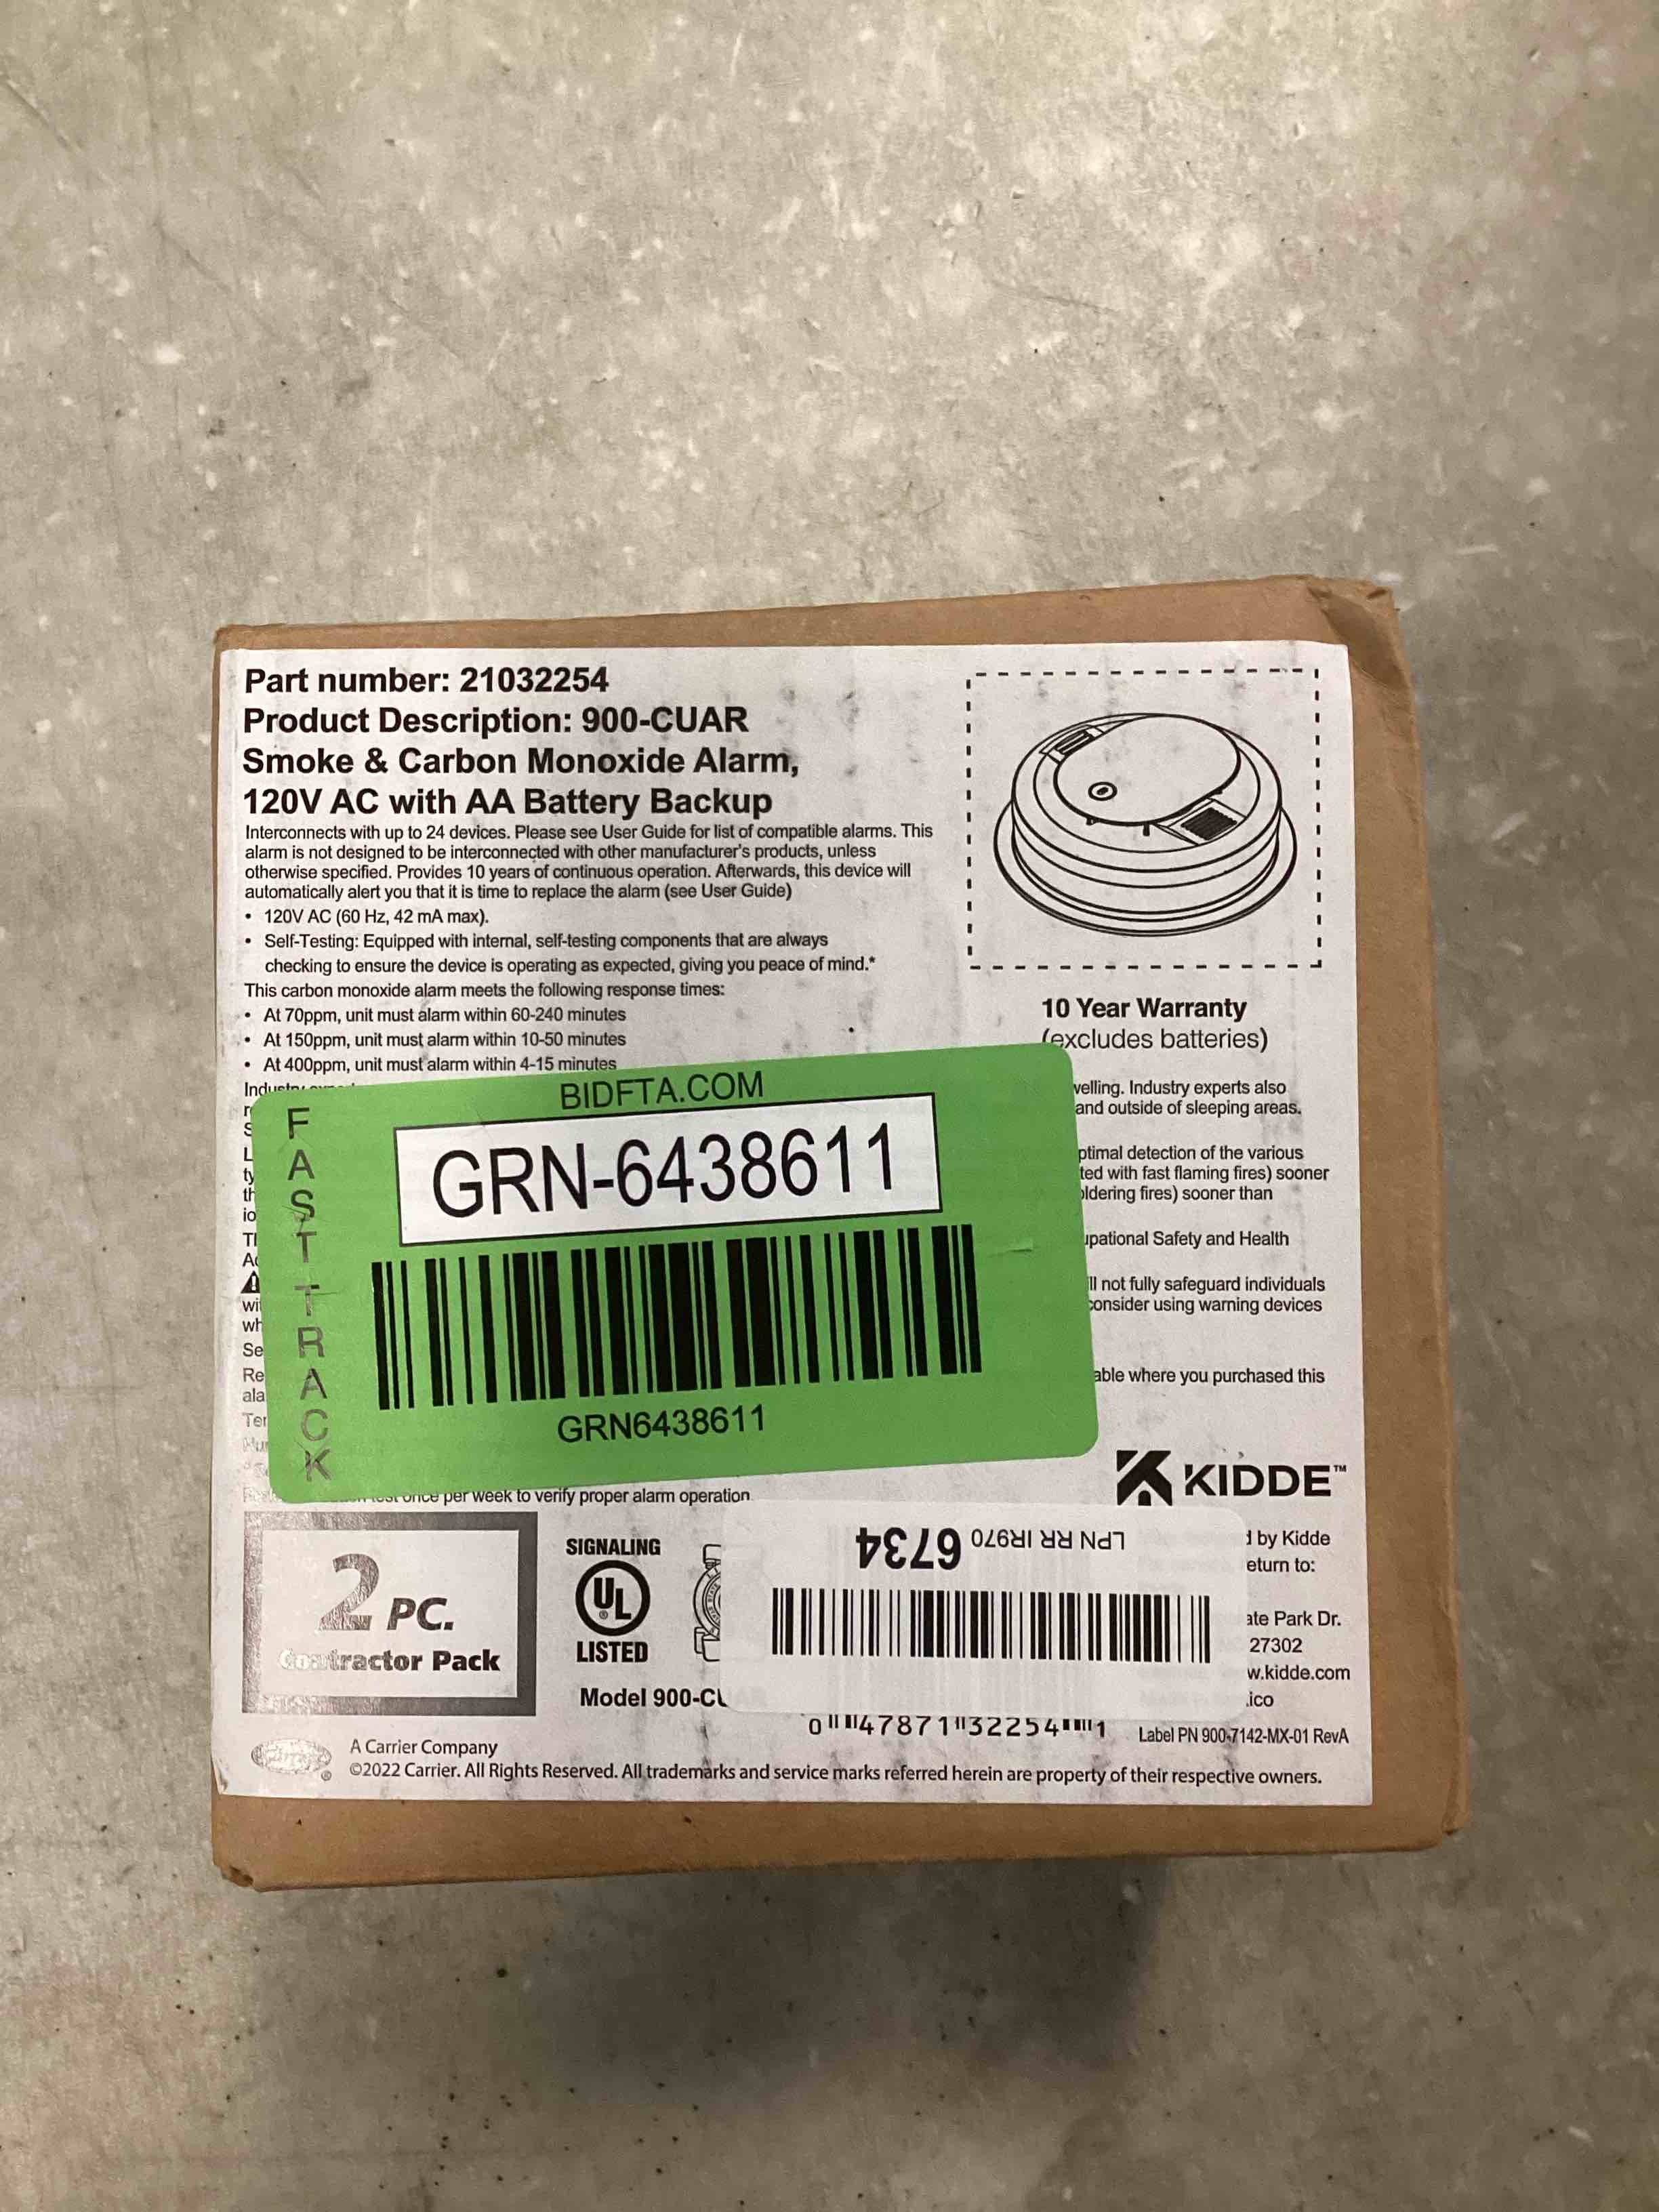 Part number: 21032254
Product Description: 900-CUAR
Smoke & Carbon Monoxide Alarm,
120V AC with AA Battery Backup
Interconnects with up to 24 devices. Please see User Guide for list of compatible alarms. This
alarm is not designed to be interconnected with other manufacturer's products, unless
otherwise specified. Provides 10 years of continuous operation. Afterwards, this device will
automatically alert you that it is time to replace the alarm (see User Guide)
• 120V AC (60 Hz, 42 mA max).
• Self-Testing: Equipped with internal, self-testing components that are always
checking to ensure the device is operating as expected, giving you peace of mind.*
This carbon monoxide alarm meets the following response times:
• At 70ppm, unit must alarm within 60-240 minutes
• At 150ppm, unit must alarm within 10-50 minutes
• At 400ppm, unit must alarm within 4-15 minutes
10 Year Warranty
(excludes batteries)
velling. Industry experts also
and outside of sleeping areas.
ptimal detection of the various
ted with fast flaming fires) sooner
ldering fires) sooner than
upational Safety and Health
ll not fully safeguard individuals
consider using warning devices
able where you purchased this
BIDFTA.COM
FAST TRACK
GRN-6438611
GRN6438611
once per week to verify proper alarm operation
KIDDE™
2 PC.
Contractor Pack
SIGNALING
UL
®
LISTED
Model 900-CU
LPN RR IR970 6734
d by Kidde
eturn to:
ate Park Dr.
27302
w.kidde.com
ico
0 47871 32254 1
Label PN 900-7142-MX-01 RevA
Carrier
®
A Carrier Company
©2022 Carrier. All Rights Reserved. All trademarks and service marks referred herein are property of their respective owners.